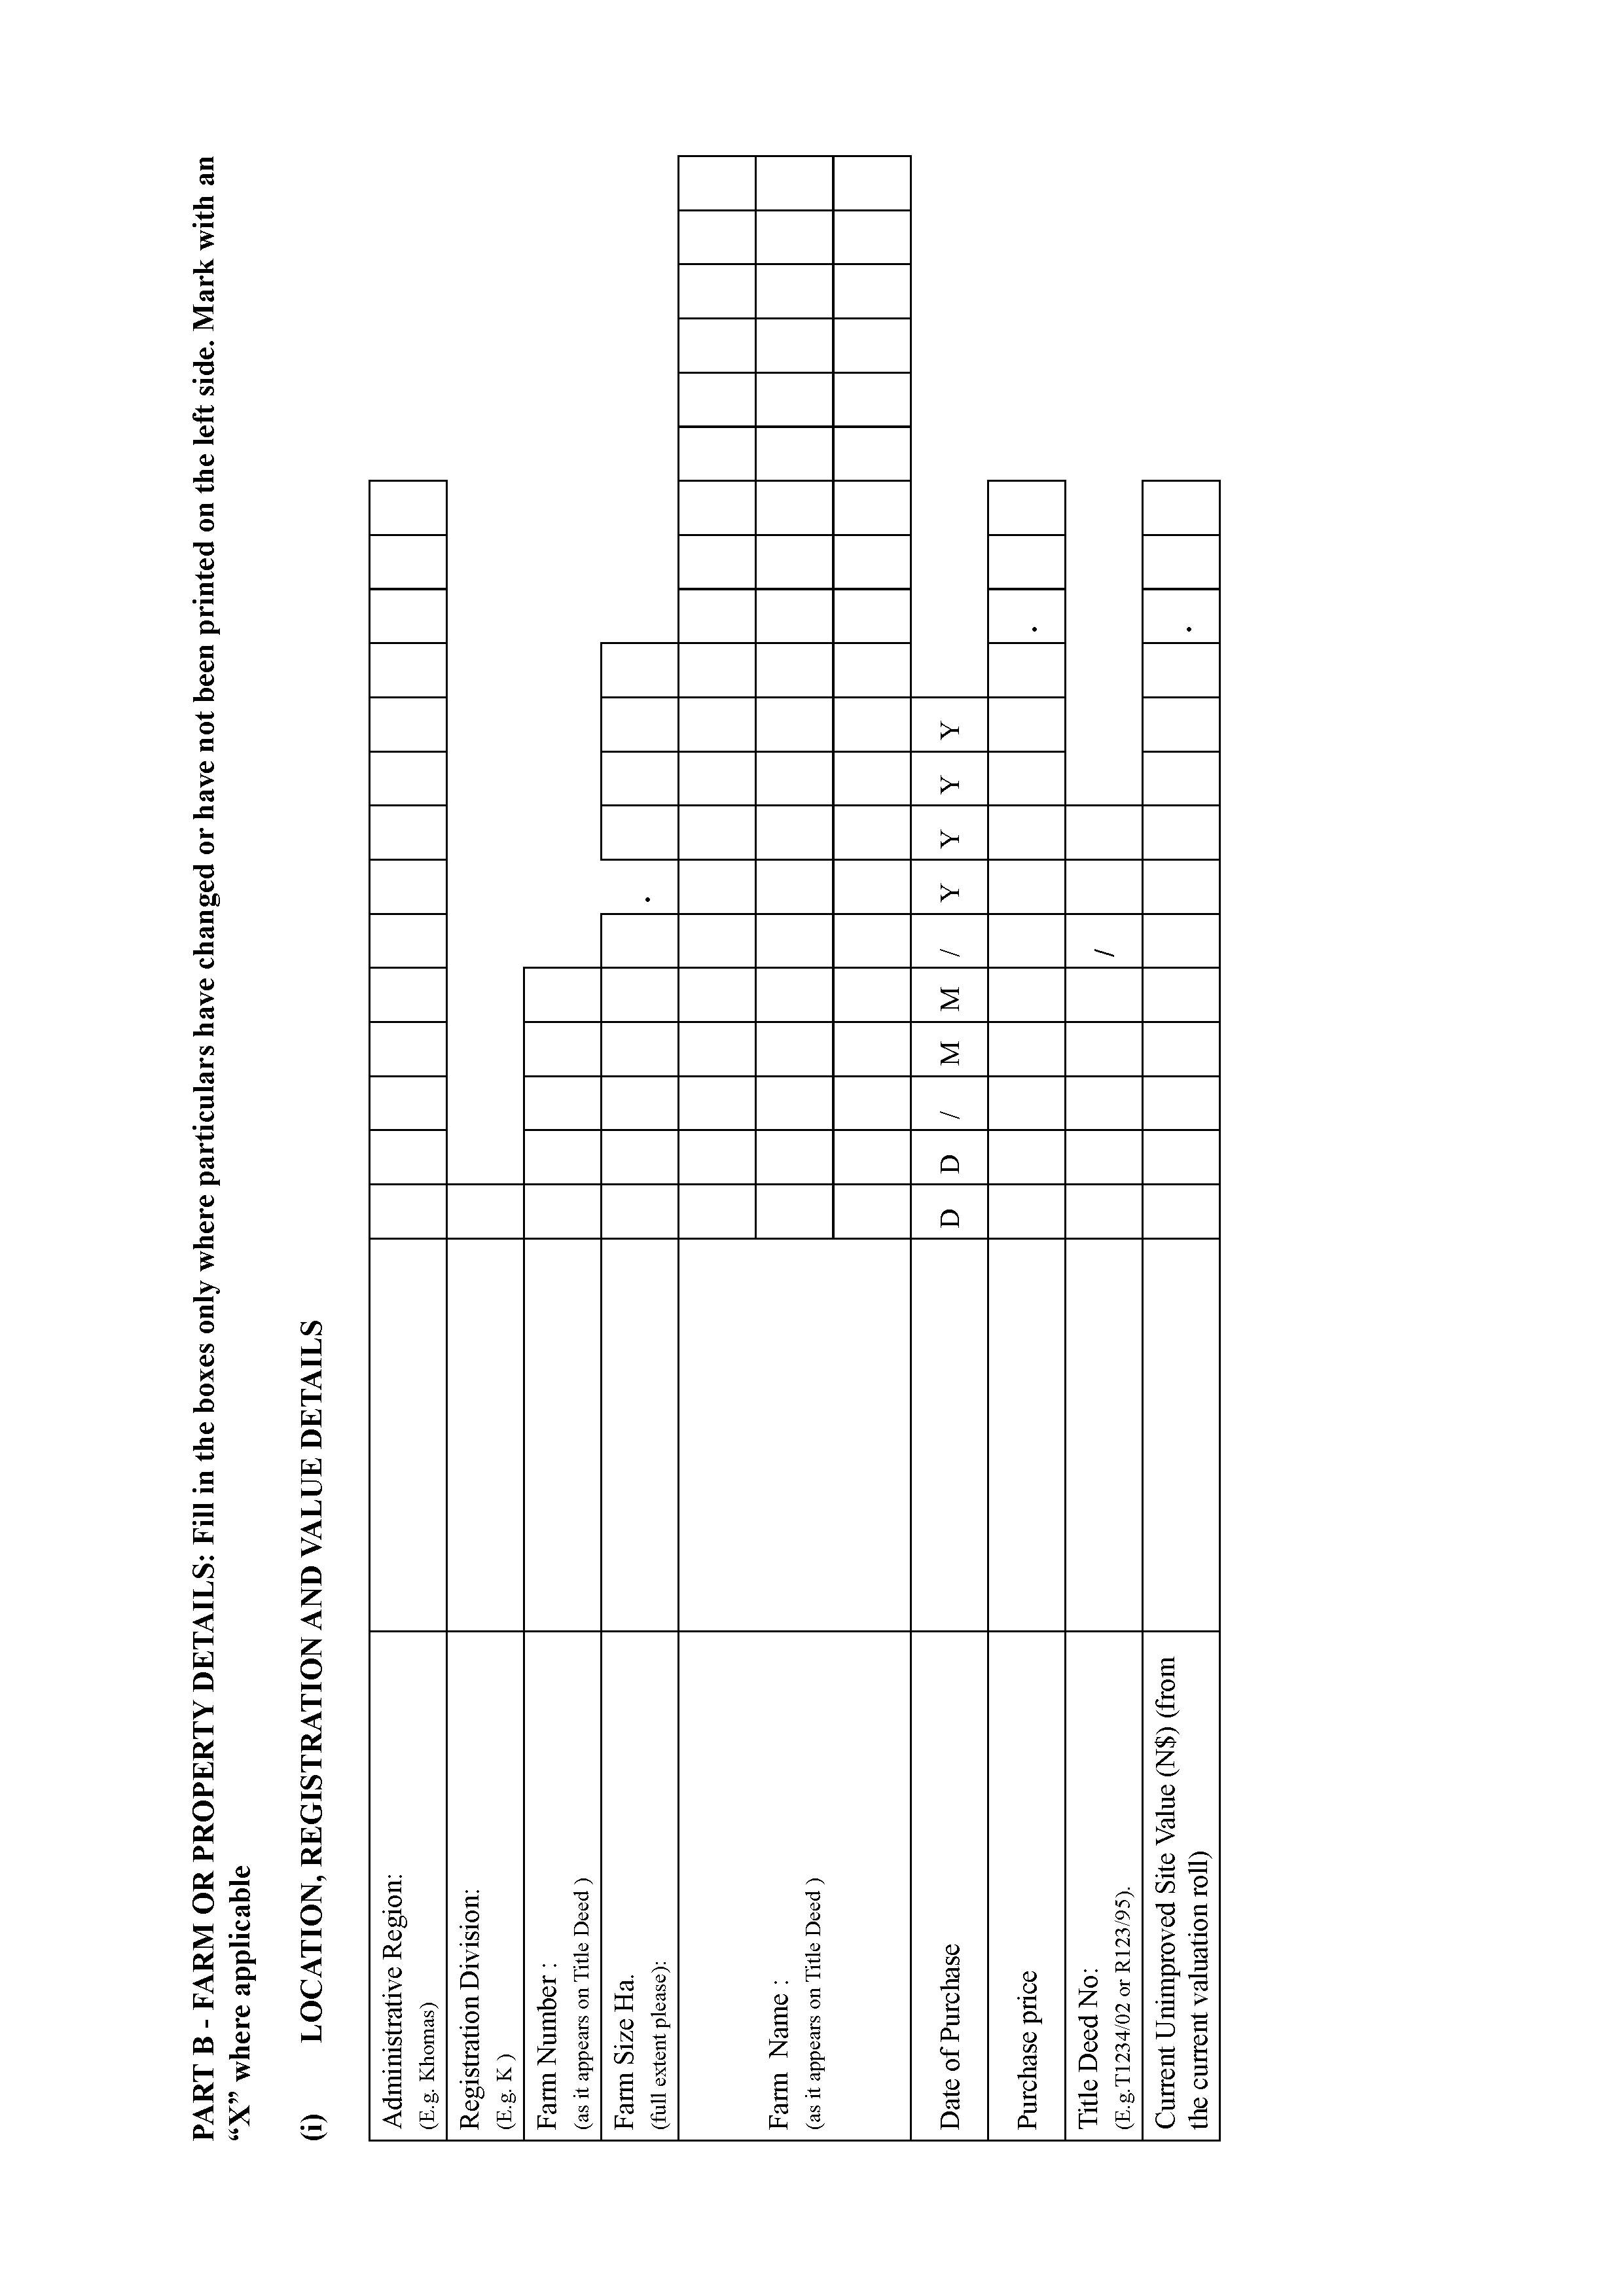 PART B - FARM OR PROPERTY DETAILS: Fill in the boxes only where particulars have changed or have not been printed on the left side. Mark with an
“X” where applicable
(i) LOCATION, REGISTRATION AND VALUE DETAILS
Administrative Region:
(E.g. Khomas)
Registration Division:
(E.g. K )
Farm Number :
(as it appears on Title Deed )
Farm Size Ha.
(full extent please): .
Farm Name :
(as it appears on Title Deed )
Date of Purchase D D / M M / Y Y Y Y
Purchase price .
Title Deed No: /
(E.g.T1234/02 or R123/95).
Current Unimproved Site Value (N$) (from
the current valuation roll) .